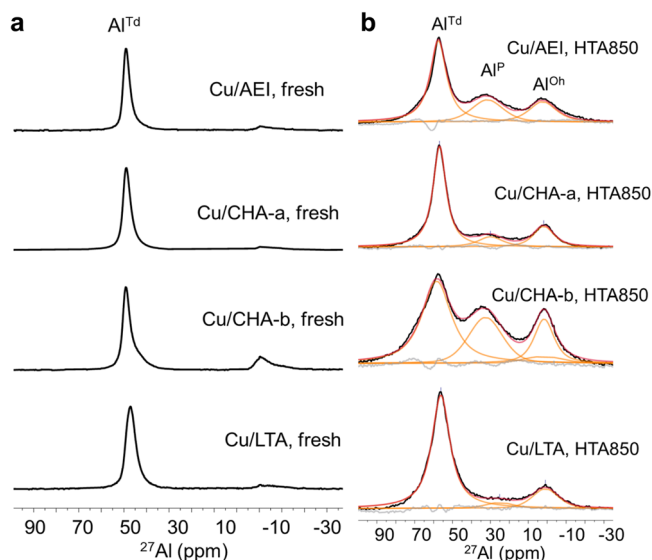 a
Al^Td
Cu/AEI, fresh
Cu/CHA-a, fresh
Cu/CHA-b, fresh
Cu/LTA, fresh
90 70 50 30 10 -10 -30
²⁷Al (ppm)
b
Al^Td
Cu/AEI, HTA850
Al^P
Al^Oh
Cu/CHA-a, HTA850
Cu/CHA-b, HTA850
Cu/LTA, HTA850
90 70 50 30 10 -10 -30
²⁷Al (ppm)